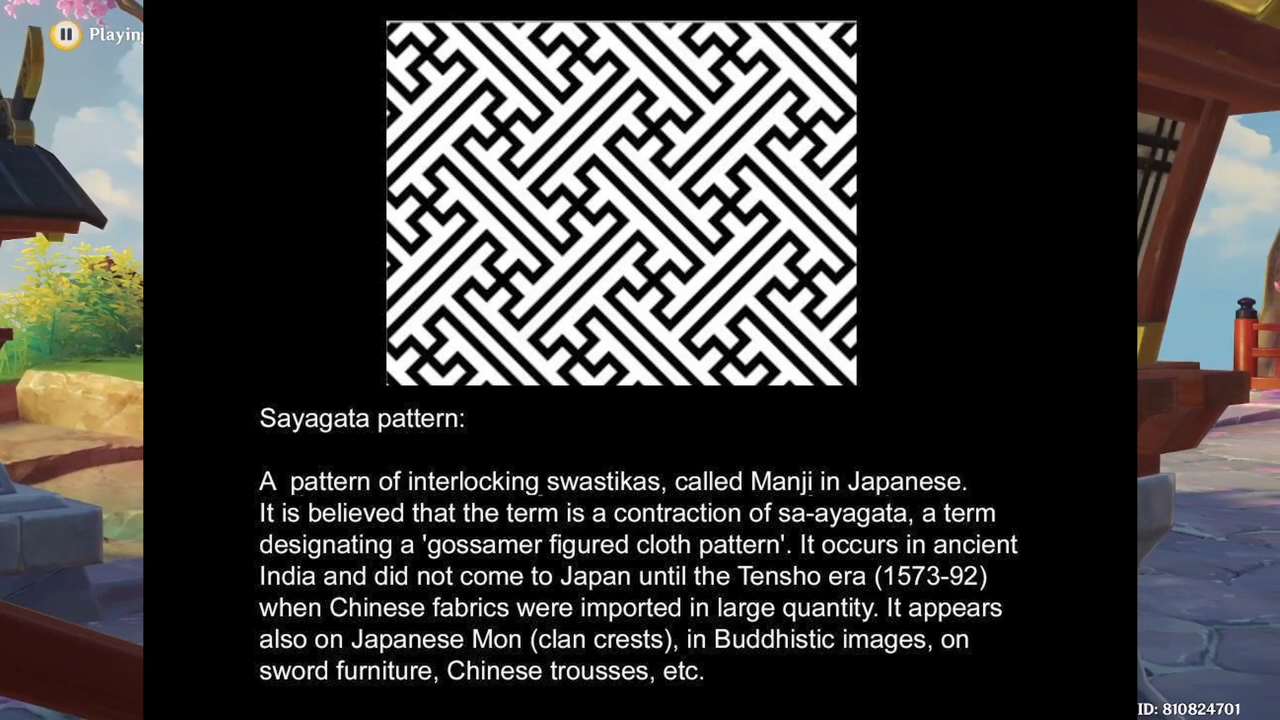 Playing
Sayagata pattern:
A  pattern of interlocking swastikas, called Manji in Japanese.
It is believed that the term is a contraction of sa-ayagata, a term
designating a 'gossamer figured cloth pattern'. It occurs in ancient
India and did not come to Japan until the Tensho era (1573-92)
when Chinese fabrics were imported in large quantity. It appears
also on Japanese Mon (clan crests), in Buddhistic images, on
sword furniture, Chinese trousses, etc.
ID: 810824701